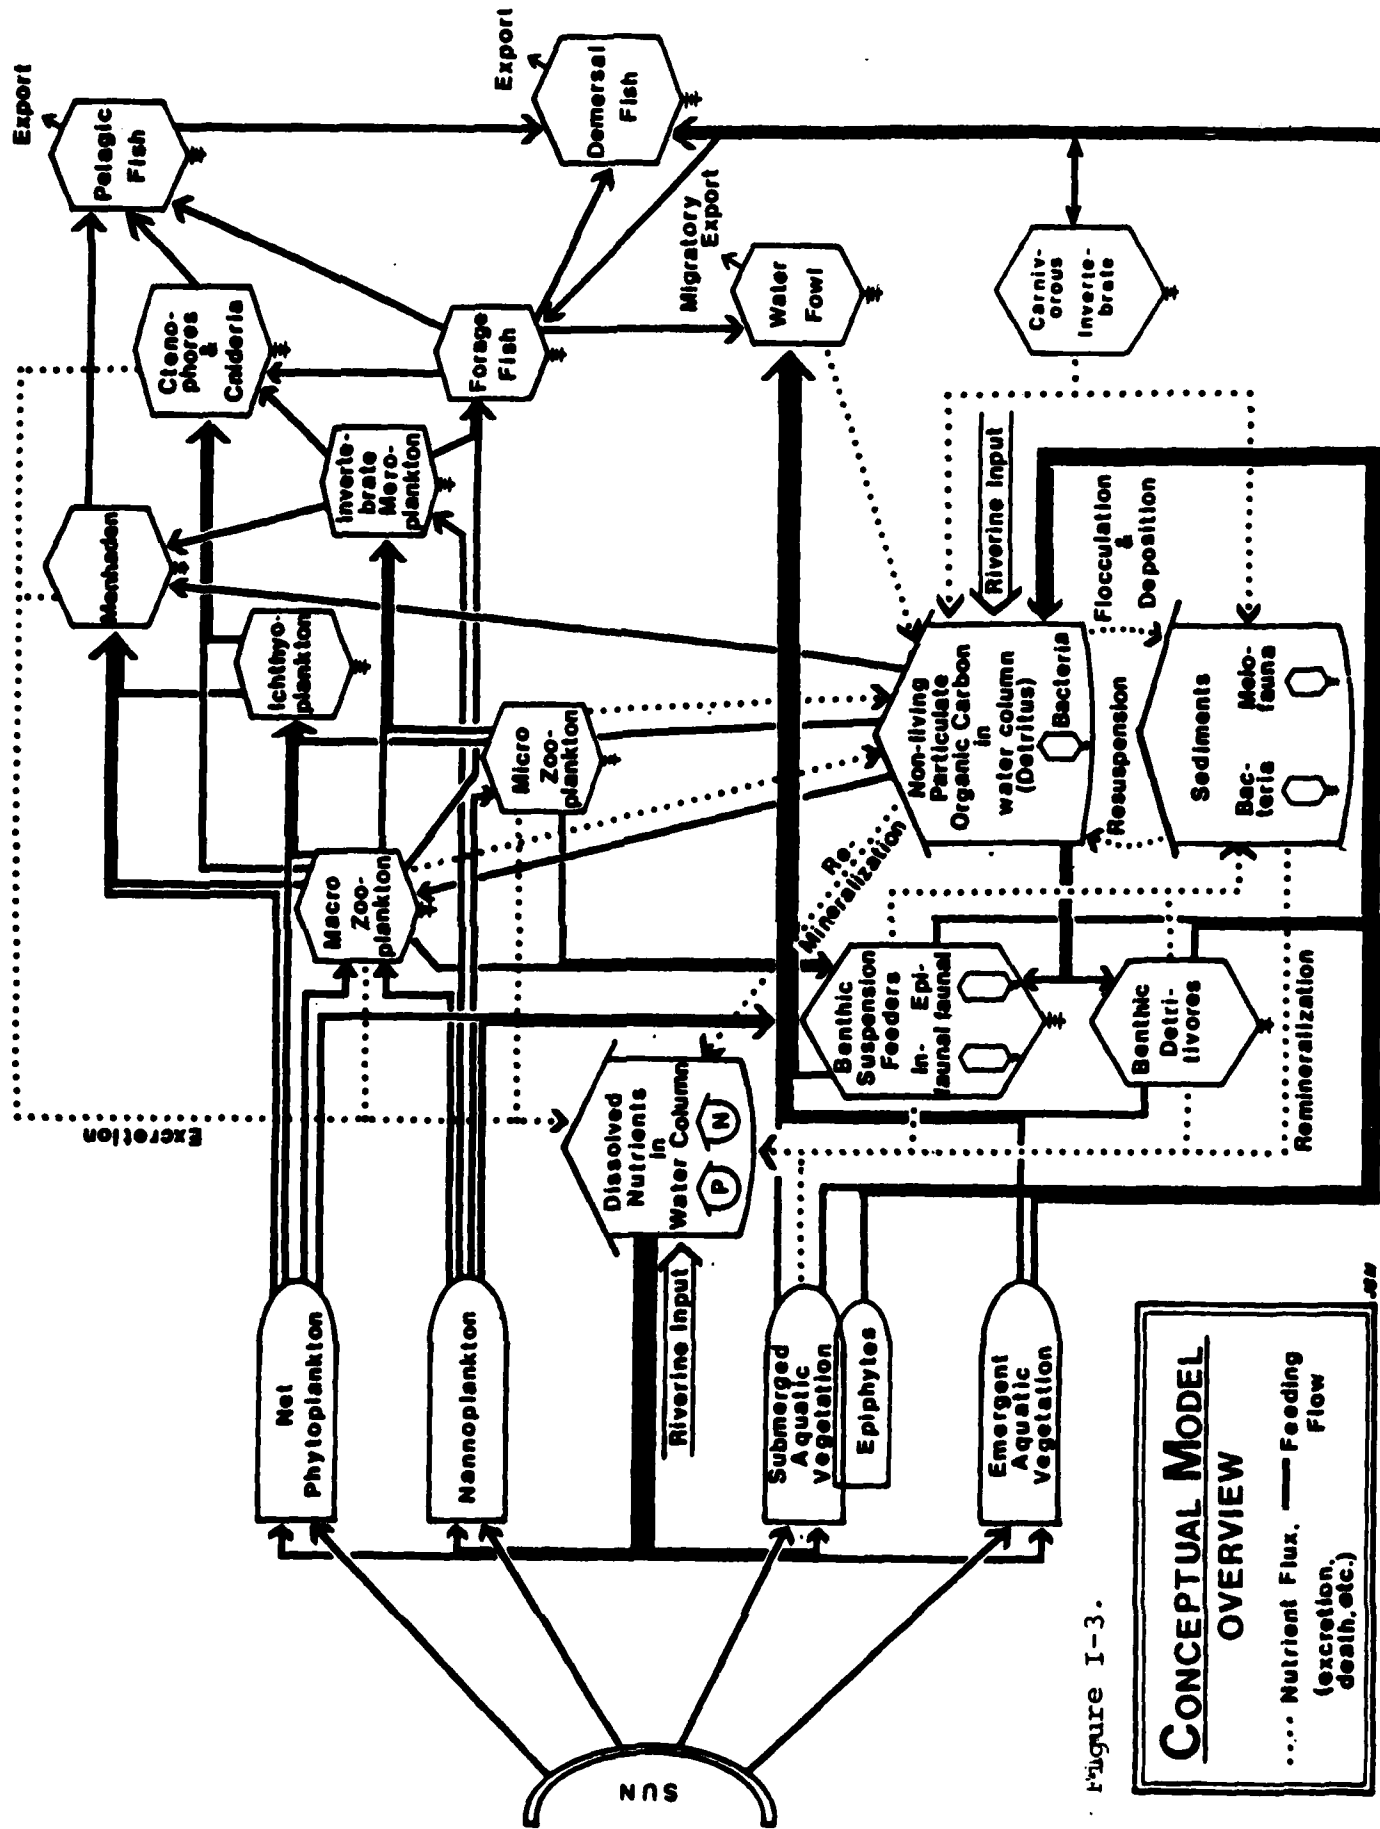 Export
Pelagic
Fish
Export
Demersal
Fish
Menhaden
Cteno-
phores
&
Cnideria
Ichthyo-
plankton
Inverte-
brate
Mero-
plankton
Forage
Fish
Migratory
Export
Water
Fowl
Carniv-
orous
Inverte-
brate
Macro
Zoo-
plankton
Micro
Zoo-
plankton
Riverine Input
Non-living
Particulate
Organic Carbon
in
water column
(Detritus)
Bacteria
Flocculation
&
Deposition
Resuspension
Sediments
Bac-
teria
Meio-
fauna
Re-
Mineralization
Benthic
Suspension
Feeders
In-
faunal
Epi-
faunal
Benthic
Detri-
tivores
Remineralization
Excretion
Dissolved
Nutrients
in
Water Column
P
N
Riverine Input
Net
Phytoplankton
Nannoplankton
Submerged
Aquatic
Vegetation
Epiphytes
Emergent
Aquatic
Vegetation
SUN
Figure I-3.
CONCEPTUAL MODEL
OVERVIEW
.... Nutrient Flux.
(excretion,
death,etc.)
Feeding
Flow